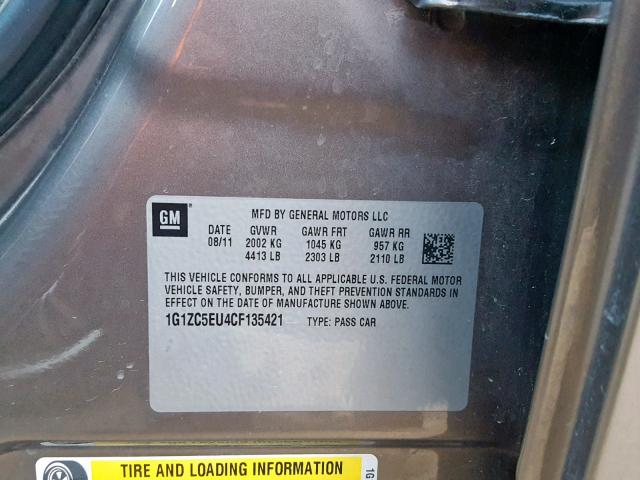 GM
MFD BY GENERAL MOTORS LLC
DATE GVWR GAWR FRT GAWR RR
08/11 2002 KG 1045 KG 957 KG
4413 LB 2303 LB 2110 LB
THIS VEHICLE CONFORMS TO ALL APPLICABLE U.S. FEDERAL MOTOR
VEHICLE SAFETY, BUMPER, AND THEFT PREVENTION STANDARDS IN
EFFECT ON THE DATE OF MANUFACTURE SHOWN ABOVE.
1G1ZC5EU4CF135421 TYPE: PASS CAR
TIRE AND LOADING INFORMATION
1G